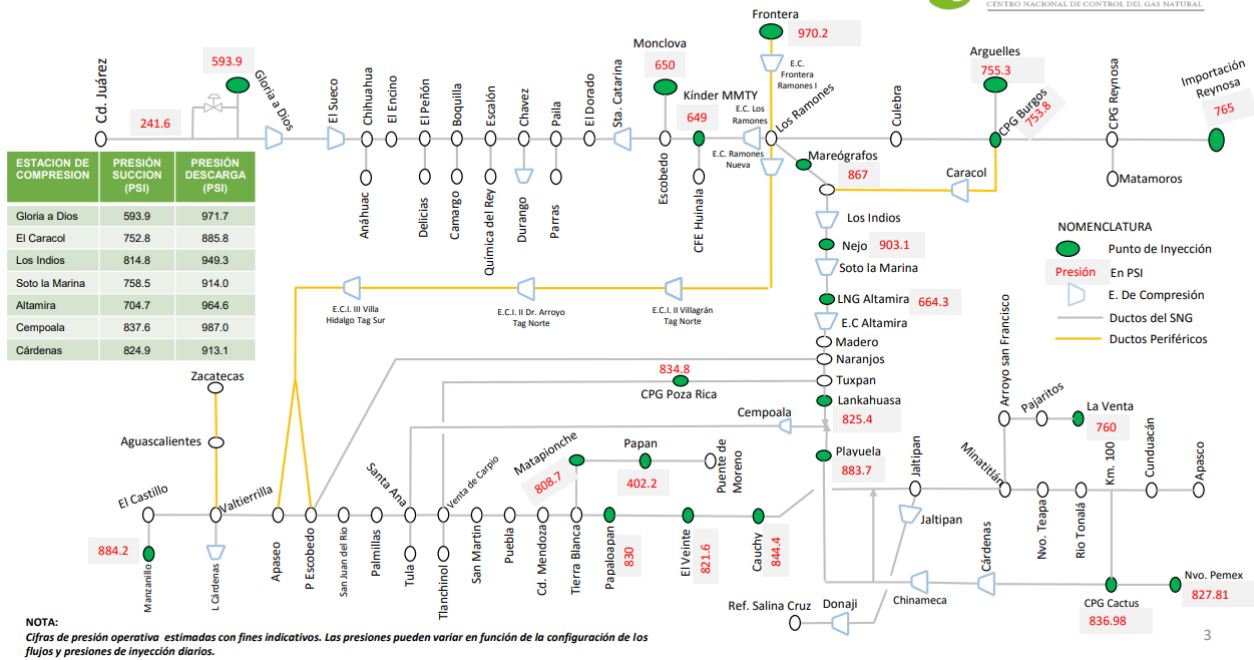 CENTRO NACIONAL DE CONTROL DEL GAS NATURAL
Frontera
970.2
E.C.
Frontera
Ramones I
Monclova
650
Kínder MMTY
649
E.C. Los
Ramones
E.C. Ramones
Nueva
Los Ramones
Arguelles
755.3
CPG Burgos
753.8
Importación
Reynosa
765
CPG Reynosa
Matamoros
Culebra
Mareógrafos
867
Caracol
593.9
Cd. Juárez
241.6
Gloria a Dios
El Sueco
Chihuahua
El Encino
El Peñón
Boquilla
Escalón
Chavez
Paila
El Dorado
Sta. Catarina
Anáhuac
Delicias
Camargo
Química del Rey
Durango
Parras
Escobedo
CFE Huinala
ESTACION DE COMPRESION
PRESIÓN SUCCION (PSI)
PRESIÓN DESCARGA (PSI)
Gloria a Dios 593.9 971.7
El Caracol 752.8 885.8
Los Indios 814.8 949.3
Soto la Marina 758.5 914.0
Altamira 704.7 964.6
Cempoala 837.6 987.0
Cárdenas 824.9 913.1
Los Indios
Nejo 903.1
Soto la Marina
LNG Altamira 664.3
E.C Altamira
Madero
Naranjos
Tuxpan
Lankahuasa
825.4
Playuela
883.7
NOMENCLATURA
Punto de Inyección
Presión En PSI
E. De Compresión
Ductos del SNG
Ductos Periféricos
E.C.I. III Villa
Hidalgo Tag Sur
E.C.I. II Dr. Arroyo
Tag Norte
E.C.I. II Villagrán
Tag Norte
834.8
CPG Poza Rica
Cempoala
Zacatecas
Aguascalientes
El Castillo
Valtierrilla
884.2
Manzanillo
L Cárdenas
Apaseo
P Escobedo
San Juan del Rio
Palmillas
Santa Ana
Tula
Venta de Carpio
Tlanchinol
San Martin
Puebla
Cd. Mendoza
Tierra Blanca
Matapionche
808.7
Papan
402.2
Puente de
Moreno
Papaloapan
830
El Veinte
821.6
Cauchy
844.4
Jaltipan
Jaltipan
Minatitlán
Arroyo san Francisco
Pajaritos
La Venta
760
Nvo. Teapa
Rio Tonalá
Km. 100
Cunduacán
Apasco
Cárdenas
Chinameca
Donaji
Ref. Salina Cruz
CPG Cactus
836.98
Nvo. Pemex
827.81
NOTA:
Cifras de presión operativa estimadas con fines indicativos. Las presiones pueden variar en función de la configuración de los
flujos y presiones de inyección diarios.
3